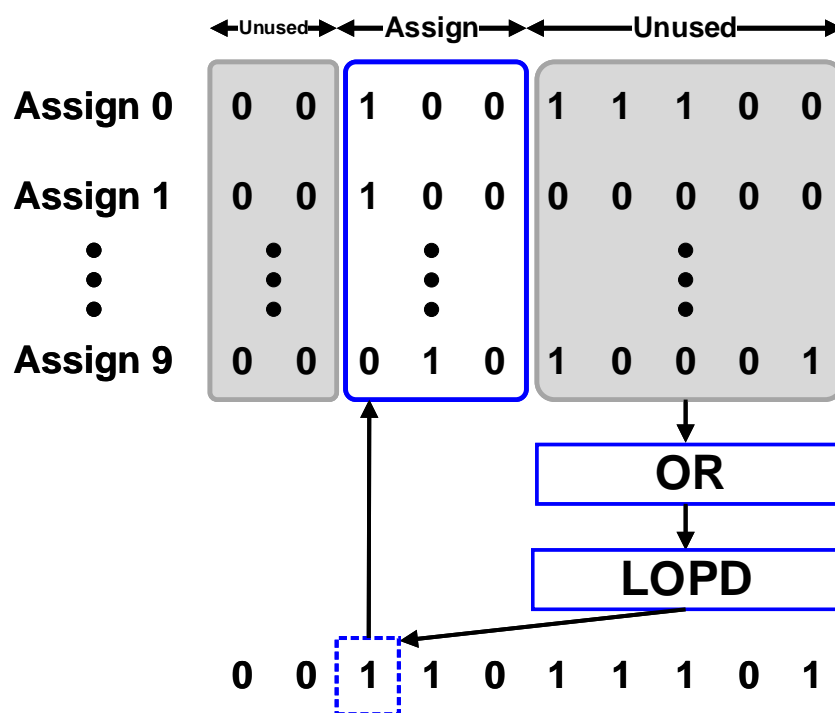 Unused Assign Unused
Assign 0 0 0 1 0 0 1 1 1 0 0
Assign 1 0 0 1 0 0 0 0 0 0 0
Assign 9 0 0 0 1 0 1 0 0 0 1
OR
LOPD
0 0 1 1 0 1 1 1 0 1